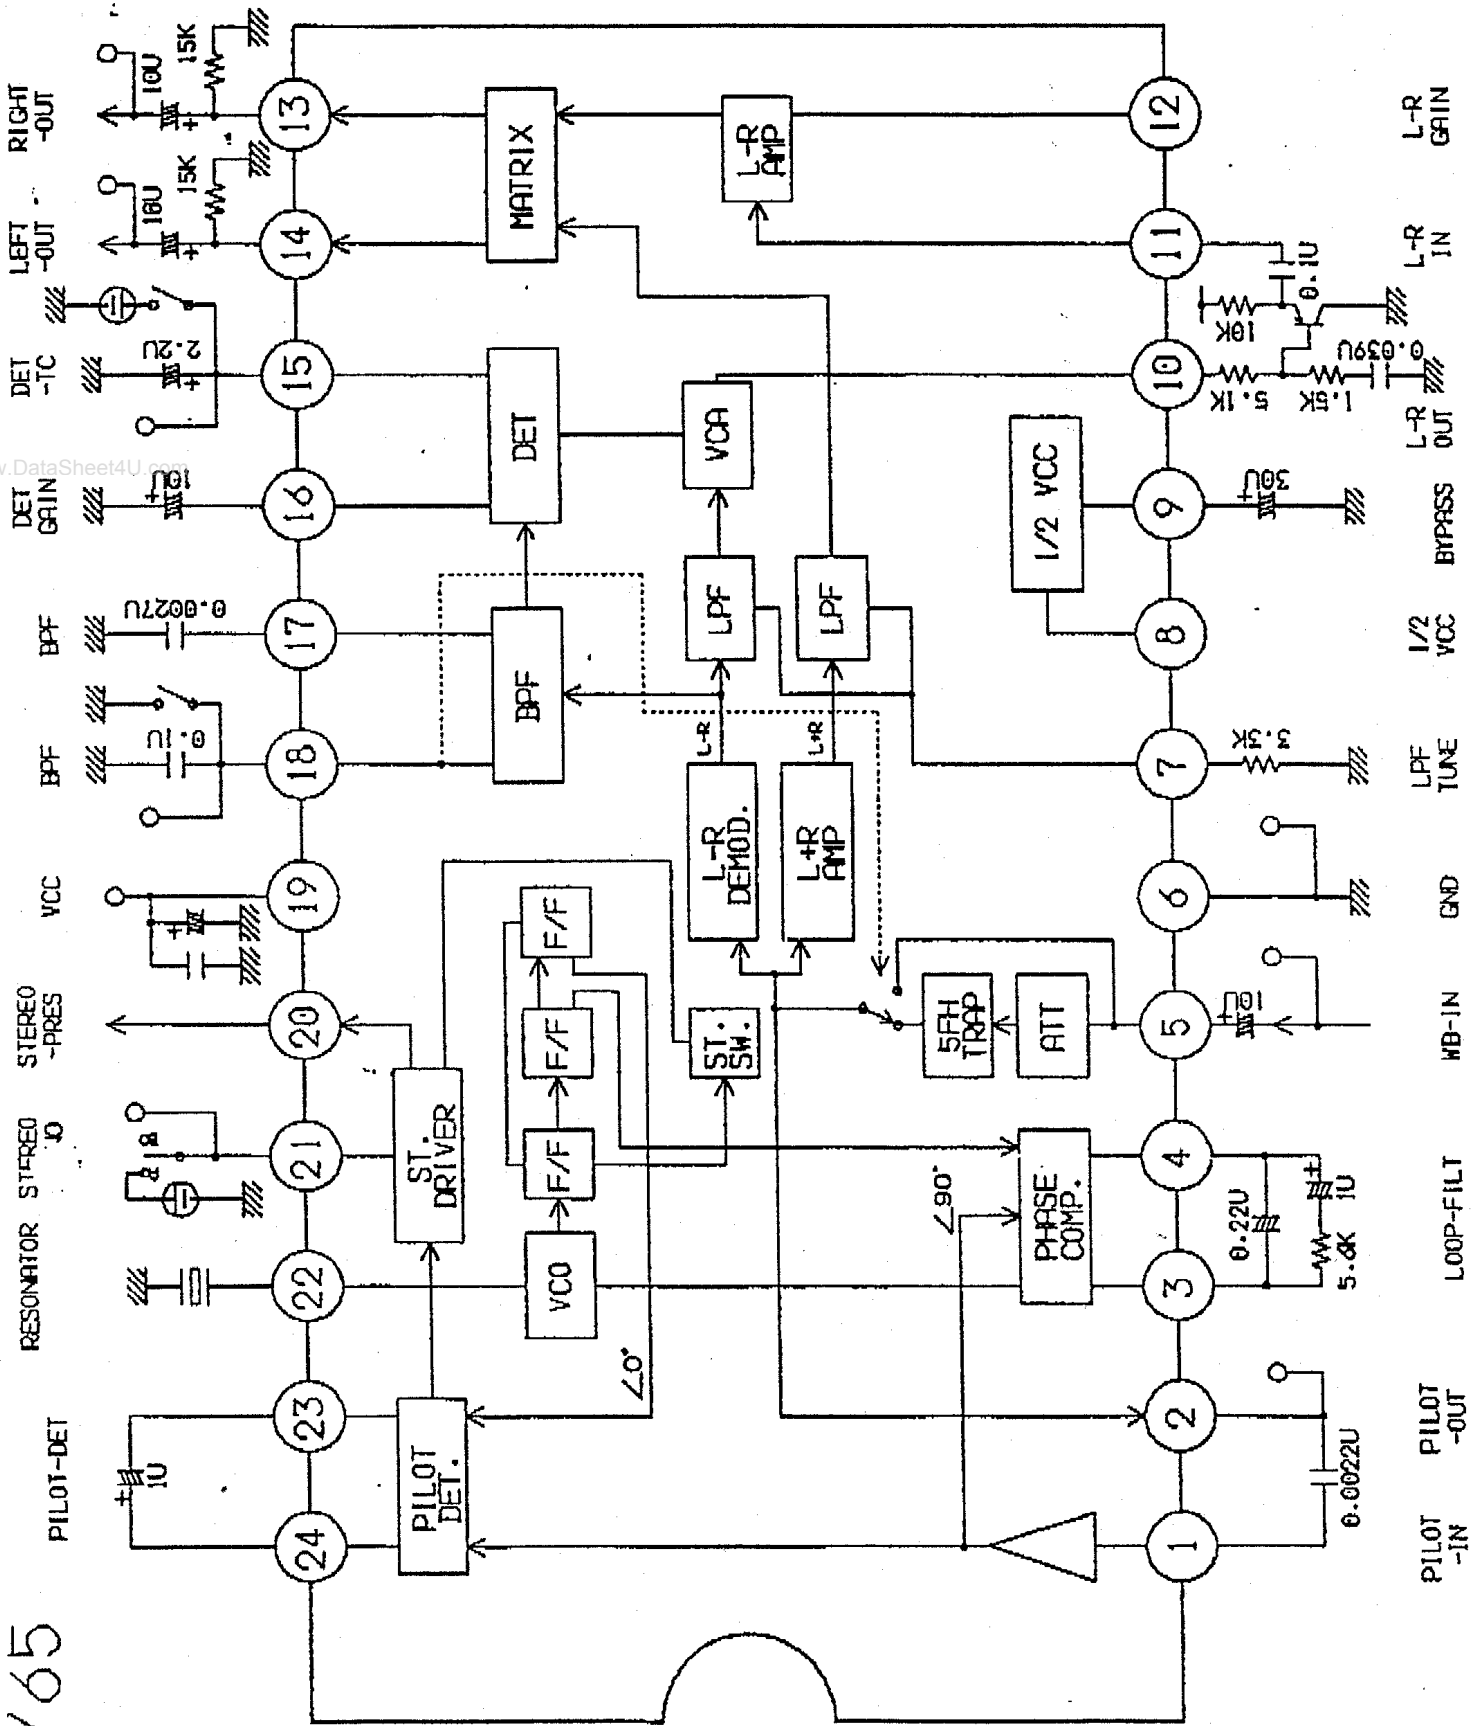 765
PILOT-DET
RESONATOR
STEREO
STEREO
-PRES
VCC
BPF
BPF
DET
GAIN
DET
-TC
LEFT
-OUT
RIGHT
-OUT
1U
0.1U
0.0027U
10U
2.2U
10U
15K
10U
15K
24
23
22
21
20
19
18
17
16
15
14
13
PILOT
DET.
ST.
DRIVER
VCO
F/F
F/F
F/F
ST.
SW.
BPF
DET
MATRIX
∠0°
∠90°
L-R
DEMOD.
L+R
AMP
L-R
L+R
LPF
LPF
VCA
L-R
AMP
PHASE
COMP.
5FH
TRAP
ATT
1/2 VCC
1
2
3
4
5
6
7
8
9
10
11
12
0.0022U
0.22U
1U
5.6K
10U
3.3K
30U
5.1K
1.5K
0.039U
10K
0.1U
PILOT
-IN
PILOT
-OUT
LOOP-FILT
WB-IN
GND
LPF
TUNE
1/2
VCC
BYPASS
L-R
OUT
L-R
IN
L-R
GAIN
www.DataSheet4U.com